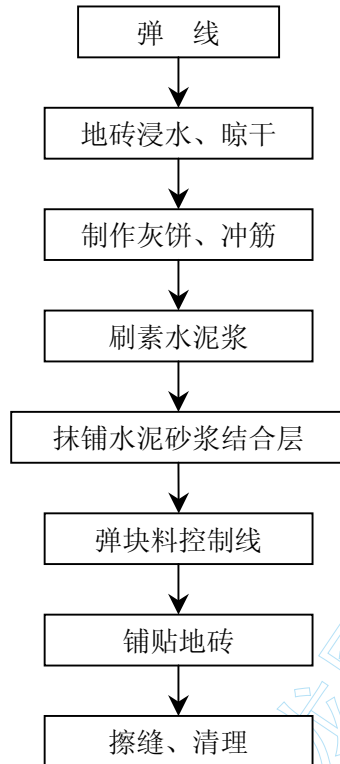 弹 线
地砖浸水、晾干
制作灰饼、冲筋
刷素水泥浆
抹铺水泥砂浆结合层
弹块料控制线
铺贴地砖
擦缝、清理